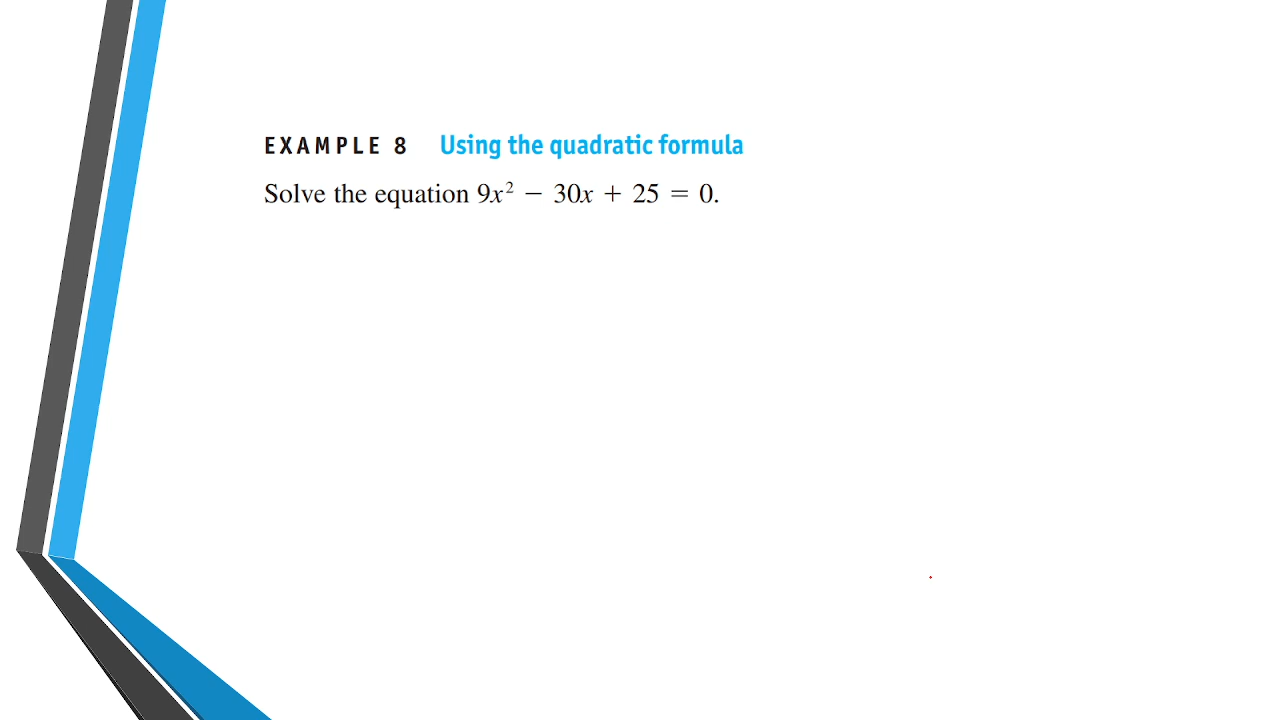 EXAMPLE 8 Using the quadratic formula
Solve the equation 9x² − 30x + 25 = 0.